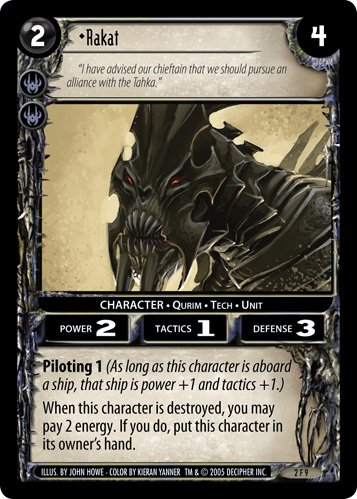 2
•Rakat
4
"I have advised our chieftain that we should pursue an
alliance with the Tahka."
CHARACTER • QURIM • TECH • UNIT
POWER 2 TACTICS 1 DEFENSE 3
Piloting 1 (As long as this character is aboard
a ship, that ship is power +1 and tactics +1.)
When this character is destroyed, you may
pay 2 energy. If you do, put this character in
its owner's hand.
ILLUS. BY JOHN HOWE • COLOR BY KIERAN YANNER TM & © 2005 DECIPHER INC. 2 F 9